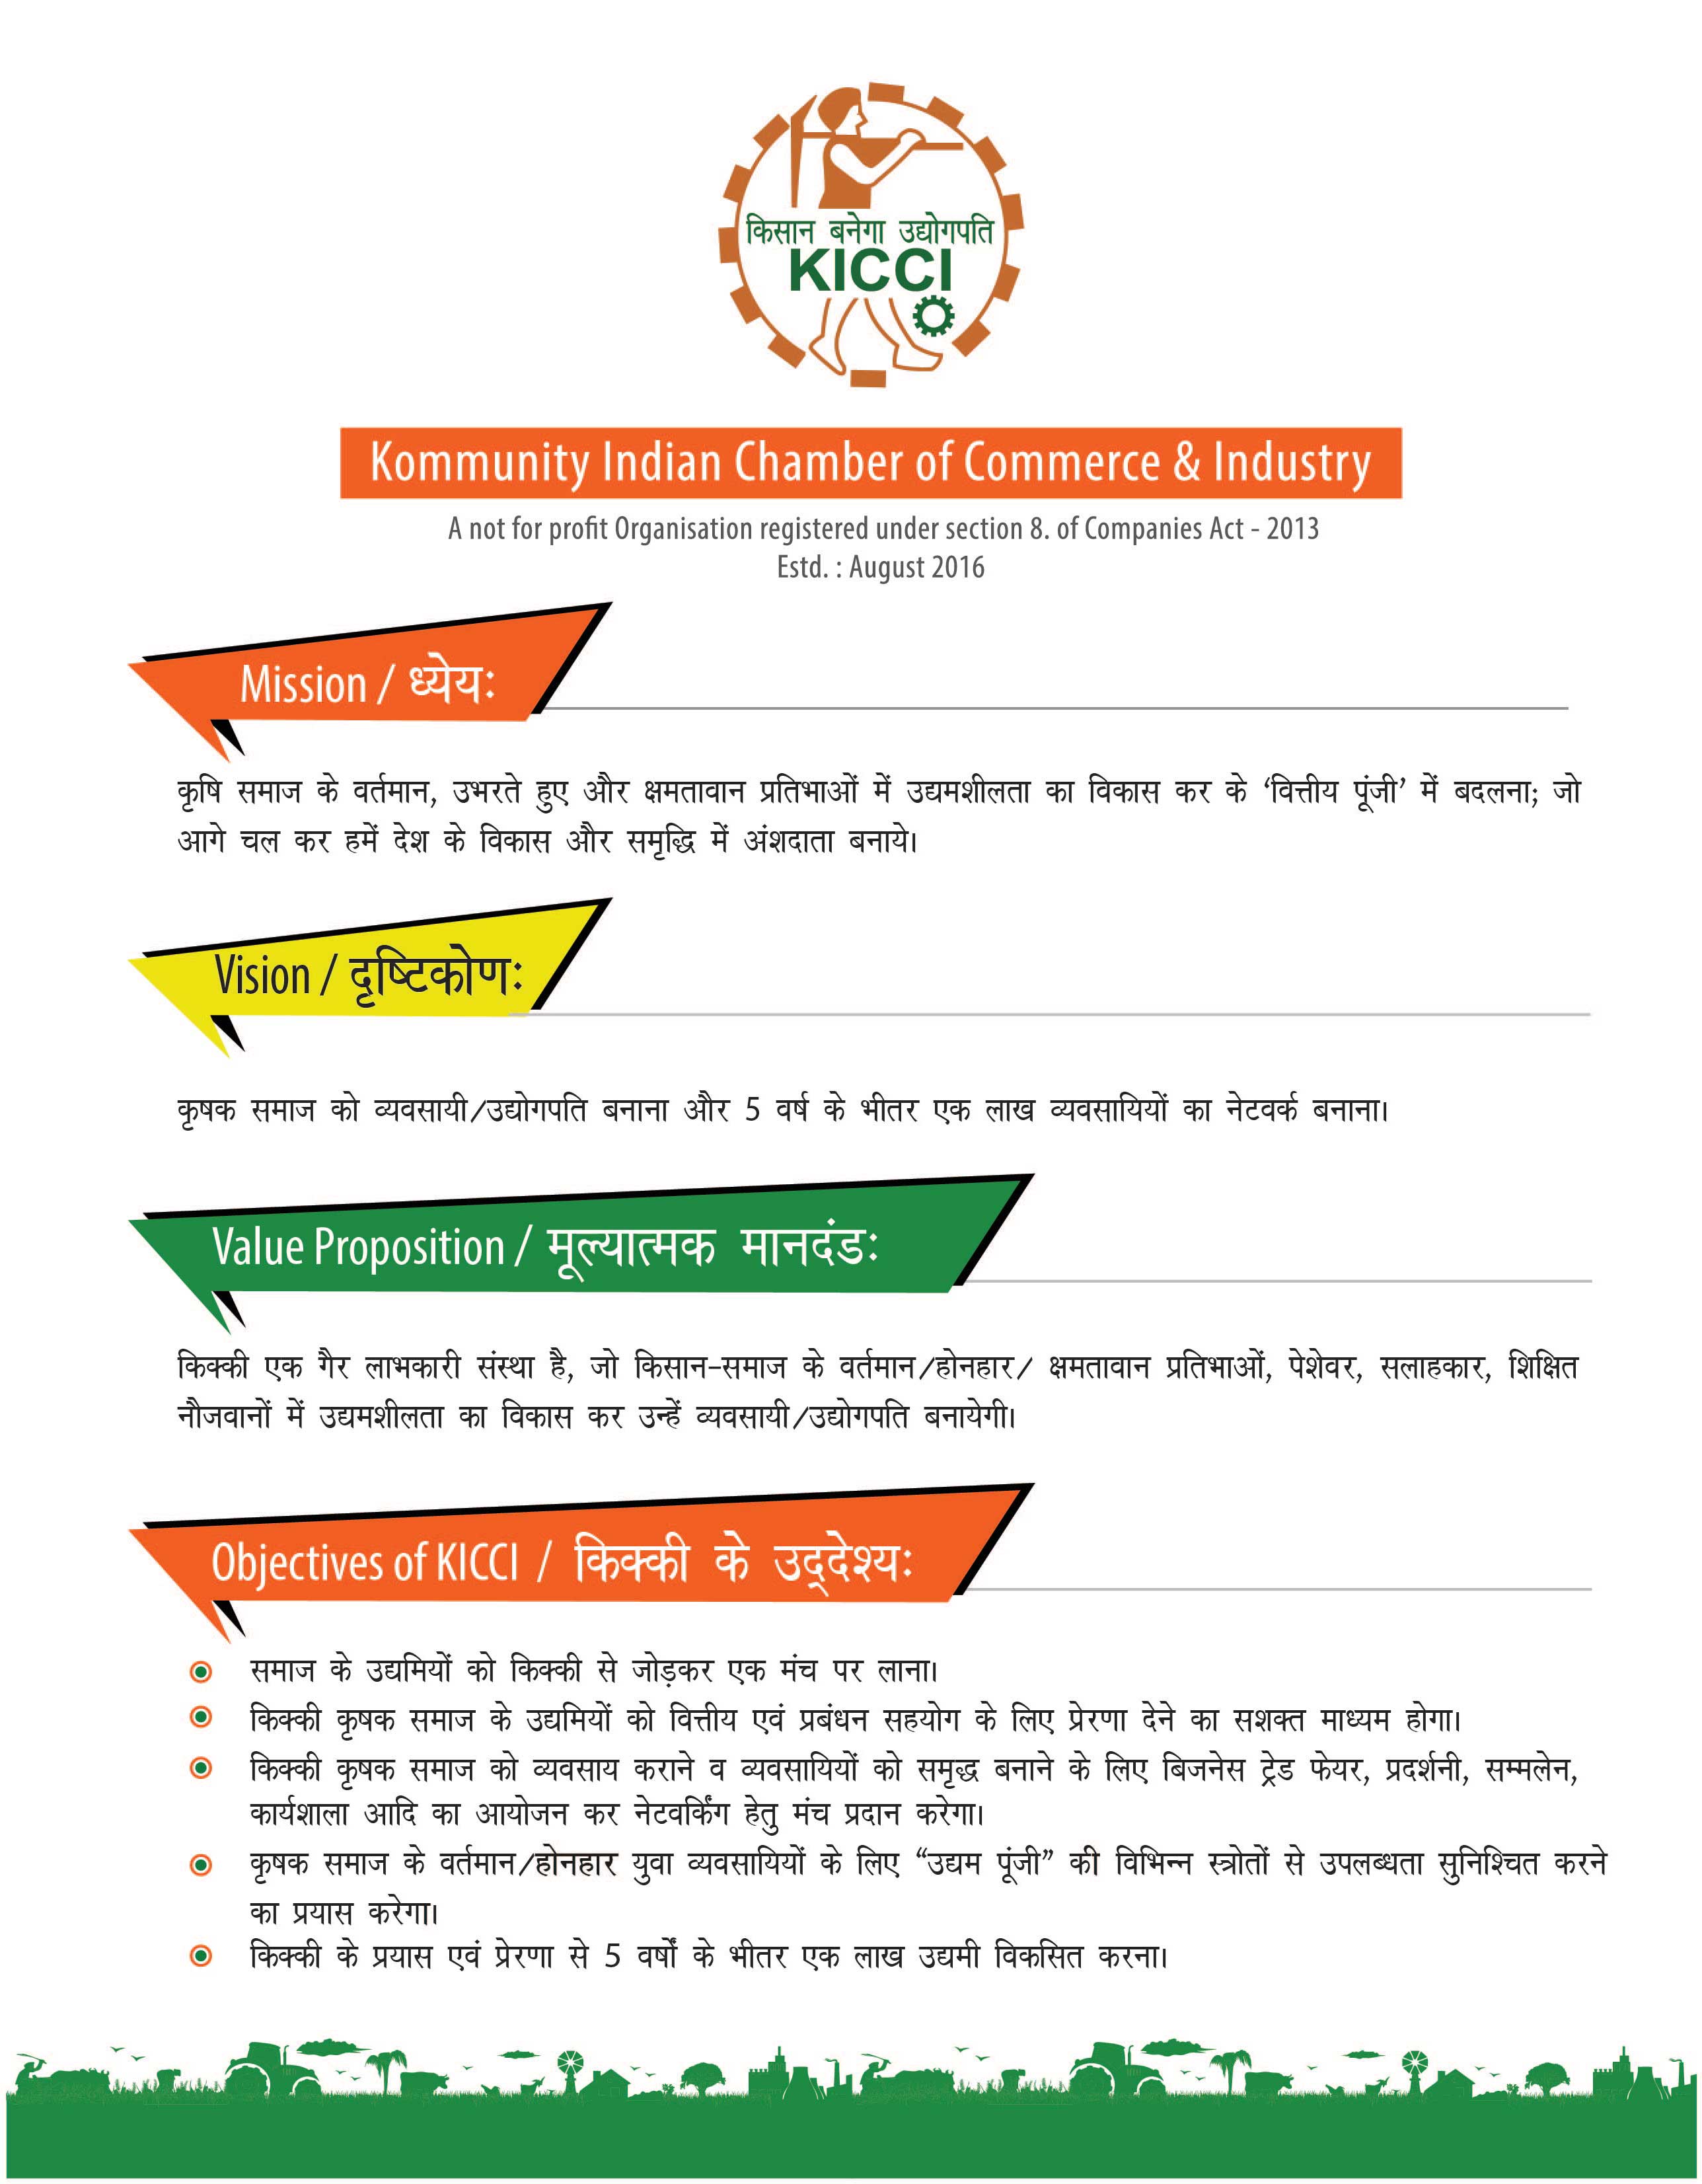 किसान बनेगा उद्योगपति
KICCI
Kommunity Indian Chamber of Commerce & Industry
A not for profit Organisation registered under section 8. of Companies Act - 2013
Estd. : August 2016
Mission / ध्येयः
कृषि समाज के वर्तमान, उभरते हुए और क्षमतावान प्रतिभाओं में उद्यमशीलता का विकास कर के ‘वित्तीय पूंजी’ में बदलना; जो
आगे चल कर हमें देश के विकास और समृद्धि में अंशदाता बनाये।
Vision / दृष्टिकोणः
कृषक समाज को व्यवसायी/उद्योगपति बनाना और 5 वर्ष के भीतर एक लाख व्यवसायियों का नेटवर्क बनाना।
Value Proposition / मूल्यात्मक मानदंडः
किक्की एक गैर लाभकारी संस्था है, जो किसान-समाज के वर्तमान/होनहार/ क्षमतावान प्रतिभाओं, पेशेवर, सलाहकार, शिक्षित
नौजवानों में उद्यमशीलता का विकास कर उन्हें व्यवसायी/उद्योगपति बनायेगी।
Objectives of KICCI / किक्की के उद्देश्यः
समाज के उद्यमियों को किक्की से जोड़कर एक मंच पर लाना।
किक्की कृषक समाज के उद्यमियों को वित्तीय एवं प्रबंधन सहयोग के लिए प्रेरणा देने का सशक्त माध्यम होगा।
किक्की कृषक समाज को व्यवसाय कराने व व्यवसायियों को समृद्ध बनाने के लिए बिजनेस ट्रेड फेयर, प्रदर्शनी, सम्मलेन,
कार्यशाला आदि का आयोजन कर नेटवर्किंग हेतु मंच प्रदान करेगा।
कृषक समाज के वर्तमान/होनहार युवा व्यवसायियों के लिए “उद्यम पूंजी” की विभिन्न स्त्रोतों से उपलब्धता सुनिश्चित करने
का प्रयास करेगा।
किक्की के प्रयास एवं प्रेरणा से 5 वर्षों के भीतर एक लाख उद्यमी विकसित करना।